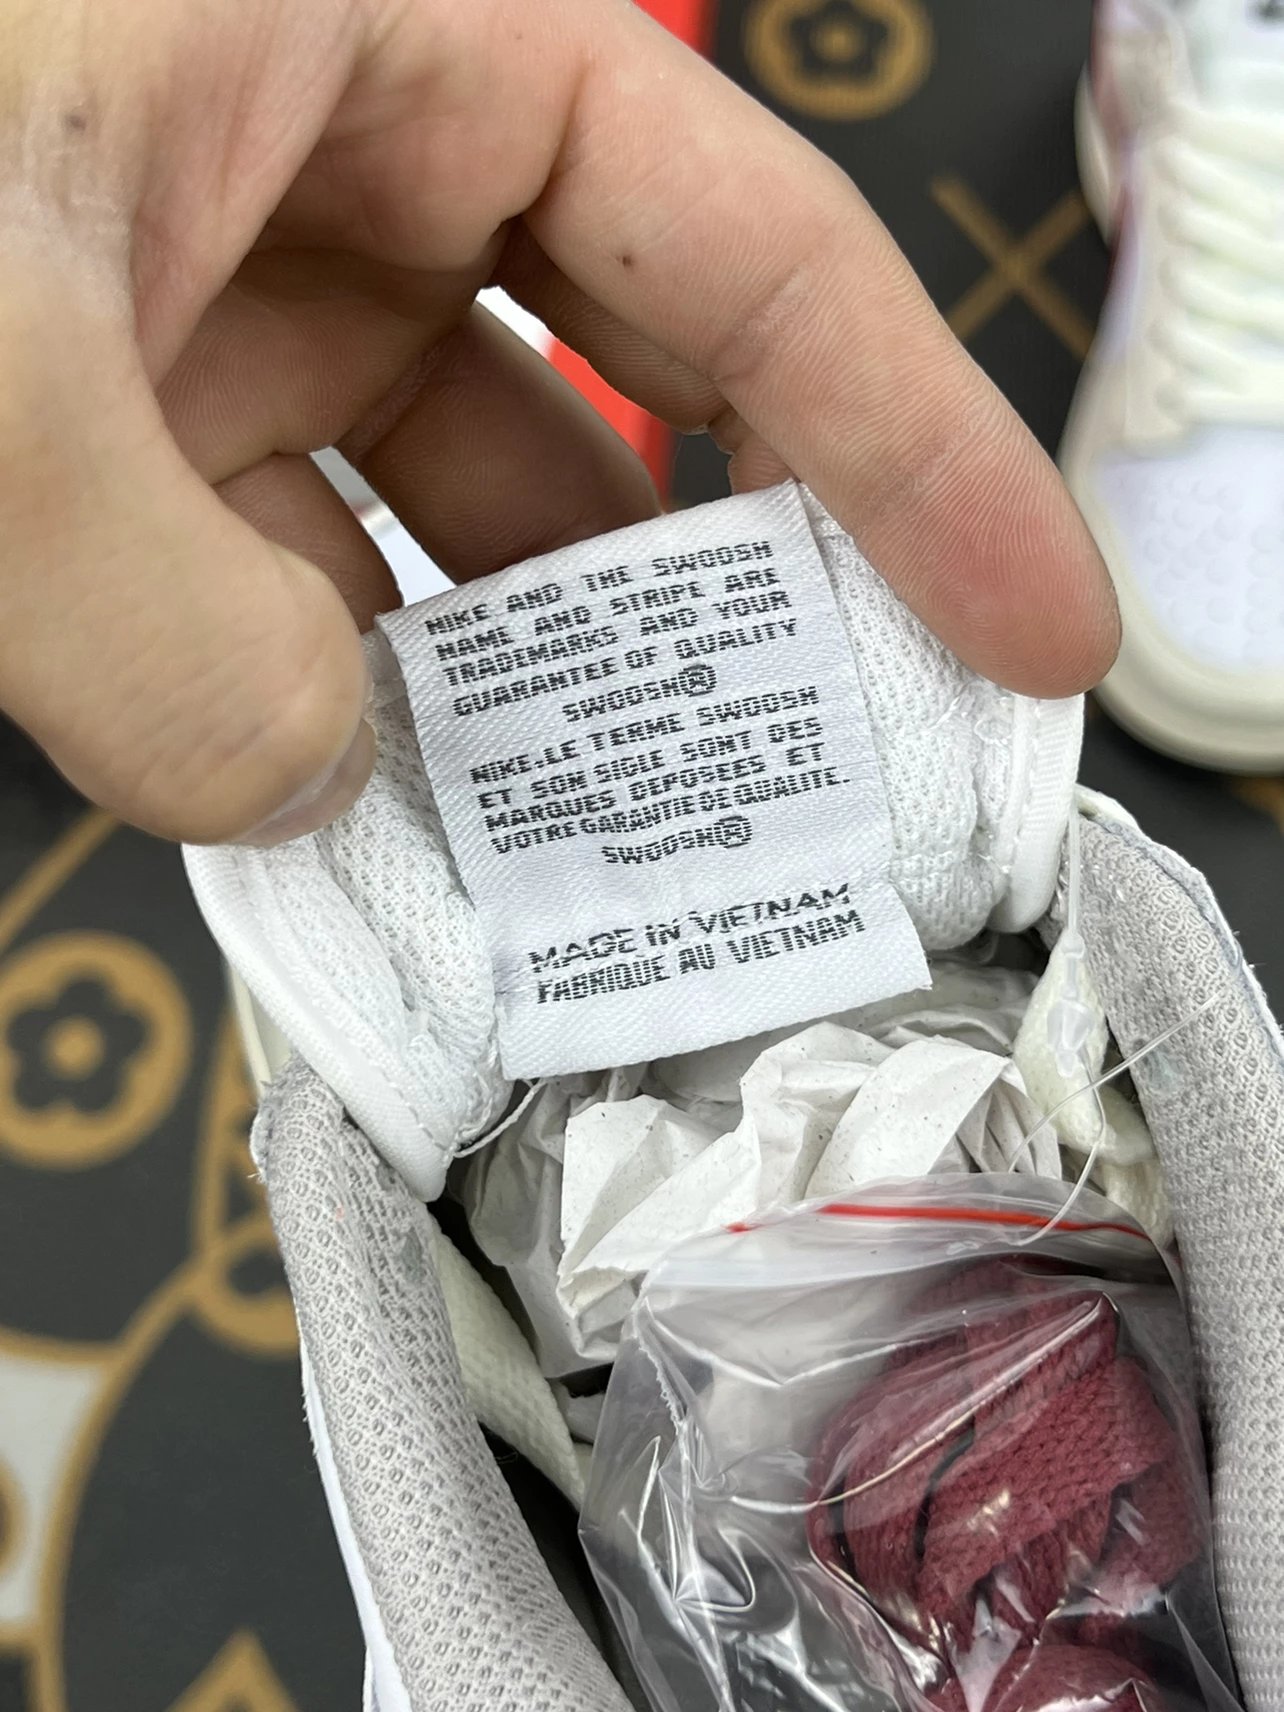 NIKE AND THE SWOOSH
NAME AND STRIPE ARE
TRADEMARKS AND YOUR
GUARANTEE OF QUALITY
SWOOSH®
NIKE.LE TERME SWOOSH
ET SON SIGLE SONT DES
MARQUES DEPOSEES ET
VOTRE GARANTIE DE QUALITE.
SWOOSH®
MADE IN VIETNAM
FABRIQUE AU VIETNAM